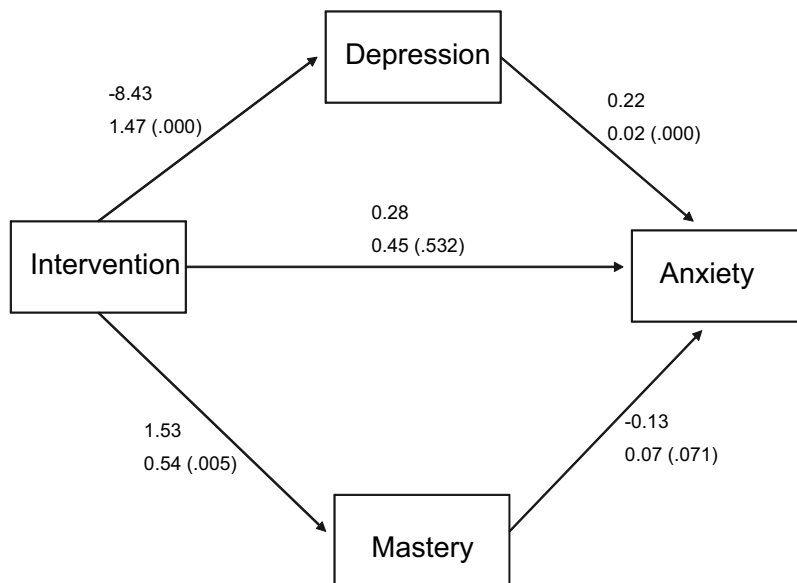 Depression
-8.43
1.47 (.000)
0.22
0.02 (.000)
Intervention
0.28
0.45 (.532)
Anxiety
1.53
0.54 (.005)
-0.13
0.07 (.071)
Mastery